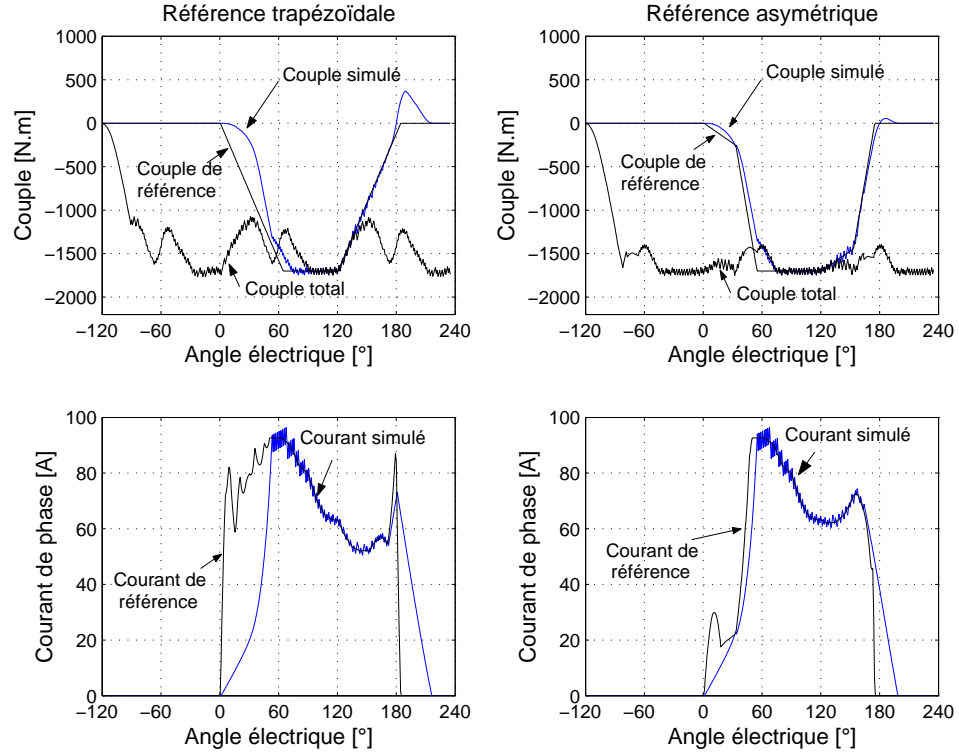 Référence trapézoïdale
Référence asymétrique
1000
500
0
−500
−1000
−1500
−2000
Couple [N.m]
Couple simulé
Couple de
référence
Couple total
−120
−60
0
60
120
180
240
Angle électrique [°]
1000
500
0
−500
−1000
−1500
−2000
Couple [N.m]
Couple simulé
Couple de
référence
Couple total
−120
−60
0
60
120
180
240
Angle électrique [°]
100
80
60
40
20
0
Courant de phase [A]
Courant simulé
Courant de
référence
−120
−60
0
60
120
180
240
Angle électrique [°]
100
80
60
40
20
0
Courant de phase [A]
Courant simulé
Courant de
référence
−120
−60
0
60
120
180
240
Angle électrique [°]